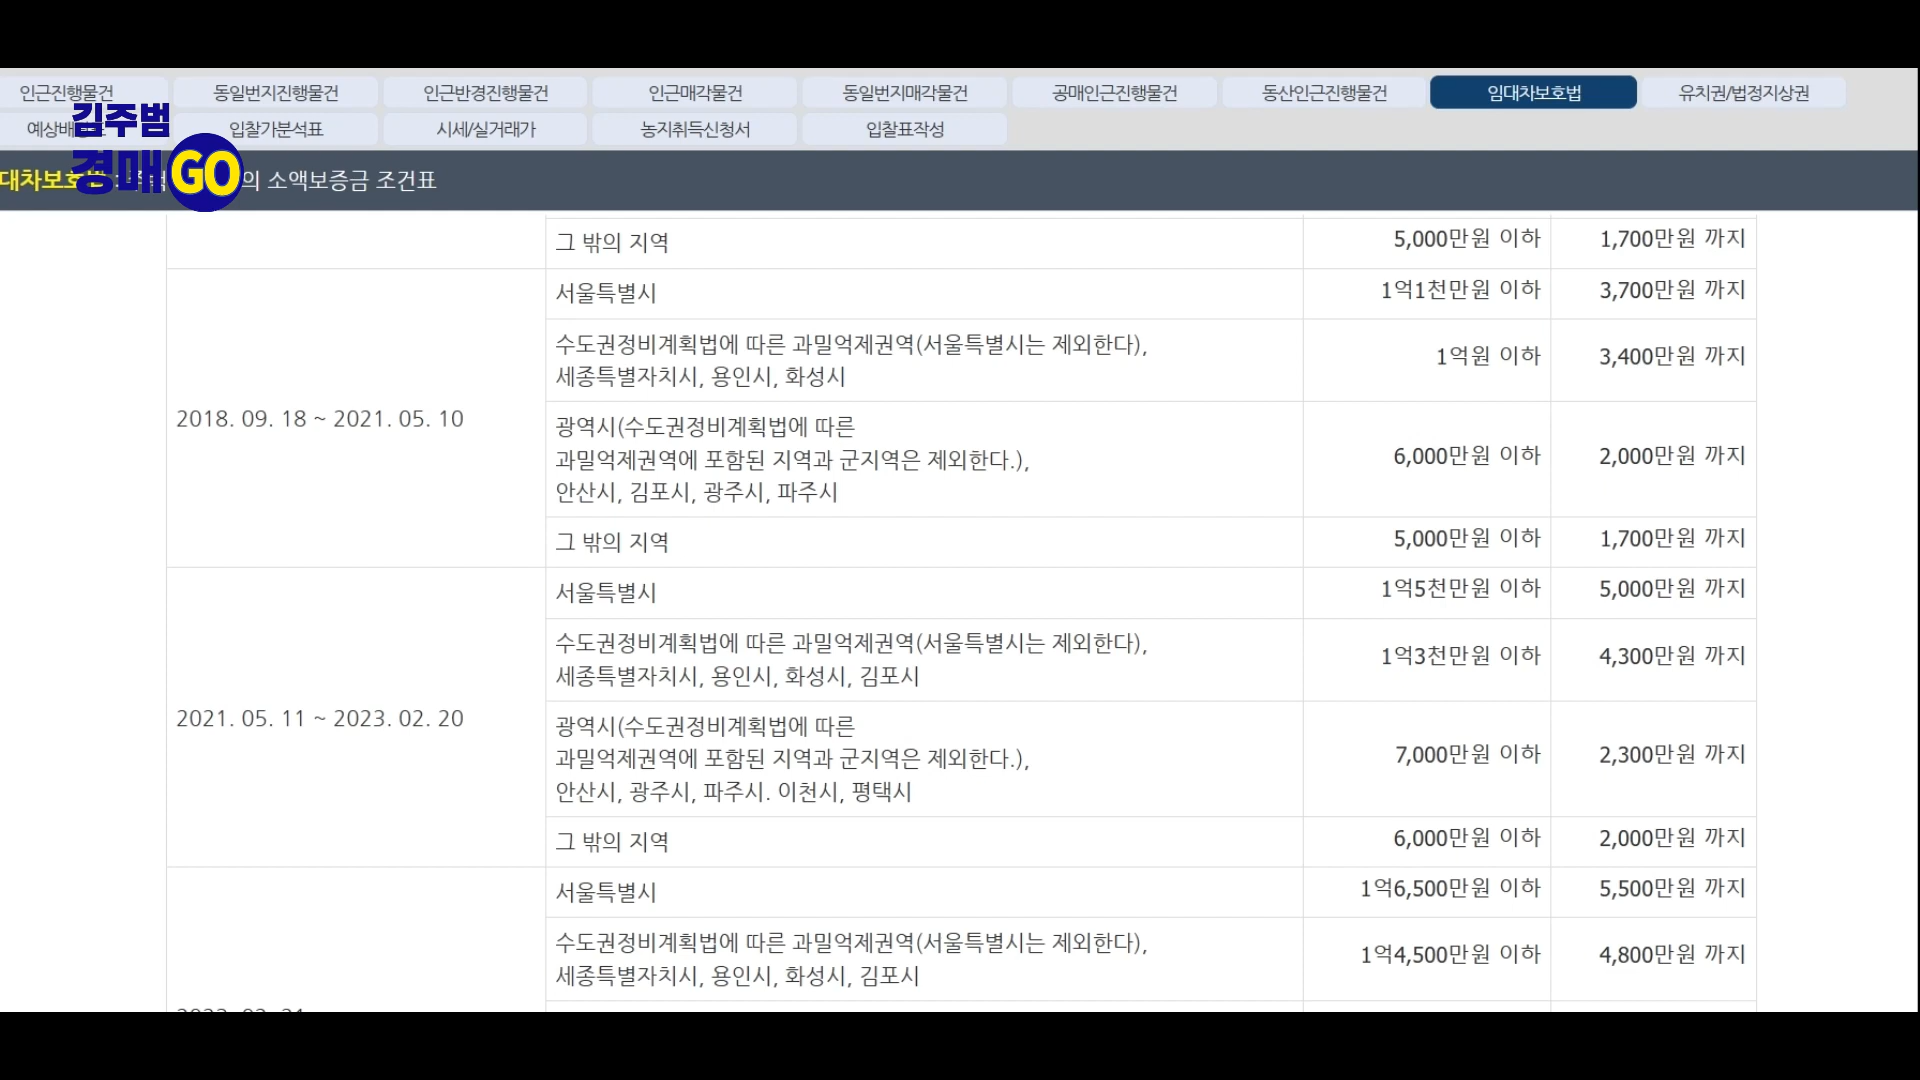 인근진행물건 동일번지진행물건 인근반경진행물건 인근매각물건 동일번지매각물건 공매인근진행물건 동산인근진행물건 임대차보호법 유치권/법정지상권
예상배 입찰가분석표 시세/실거래가 농지취득신청서 입찰표작성
김주범
경매GO
대차보호 의 소액보증금 조건표
그 밖의 지역 5,000만원 이하 1,700만원 까지
2018. 09. 18 ~ 2021. 05. 10
서울특별시 1억1천만원 이하 3,700만원 까지
수도권정비계획법에 따른 과밀억제권역(서울특별시는 제외한다),
세종특별자치시, 용인시, 화성시
1억원 이하 3,400만원 까지
광역시(수도권정비계획법에 따른
과밀억제권역에 포함된 지역과 군지역은 제외한다.),
안산시, 김포시, 광주시, 파주시
6,000만원 이하 2,000만원 까지
그 밖의 지역 5,000만원 이하 1,700만원 까지
2021. 05. 11 ~ 2023. 02. 20
서울특별시 1억5천만원 이하 5,000만원 까지
수도권정비계획법에 따른 과밀억제권역(서울특별시는 제외한다),
세종특별자치시, 용인시, 화성시, 김포시
1억3천만원 이하 4,300만원 까지
광역시(수도권정비계획법에 따른
과밀억제권역에 포함된 지역과 군지역은 제외한다.),
안산시, 광주시, 파주시. 이천시, 평택시
7,000만원 이하 2,300만원 까지
그 밖의 지역 6,000만원 이하 2,000만원 까지
서울특별시 1억6,500만원 이하 5,500만원 까지
수도권정비계획법에 따른 과밀억제권역(서울특별시는 제외한다),
세종특별자치시, 용인시, 화성시, 김포시
1억4,500만원 이하 4,800만원 까지